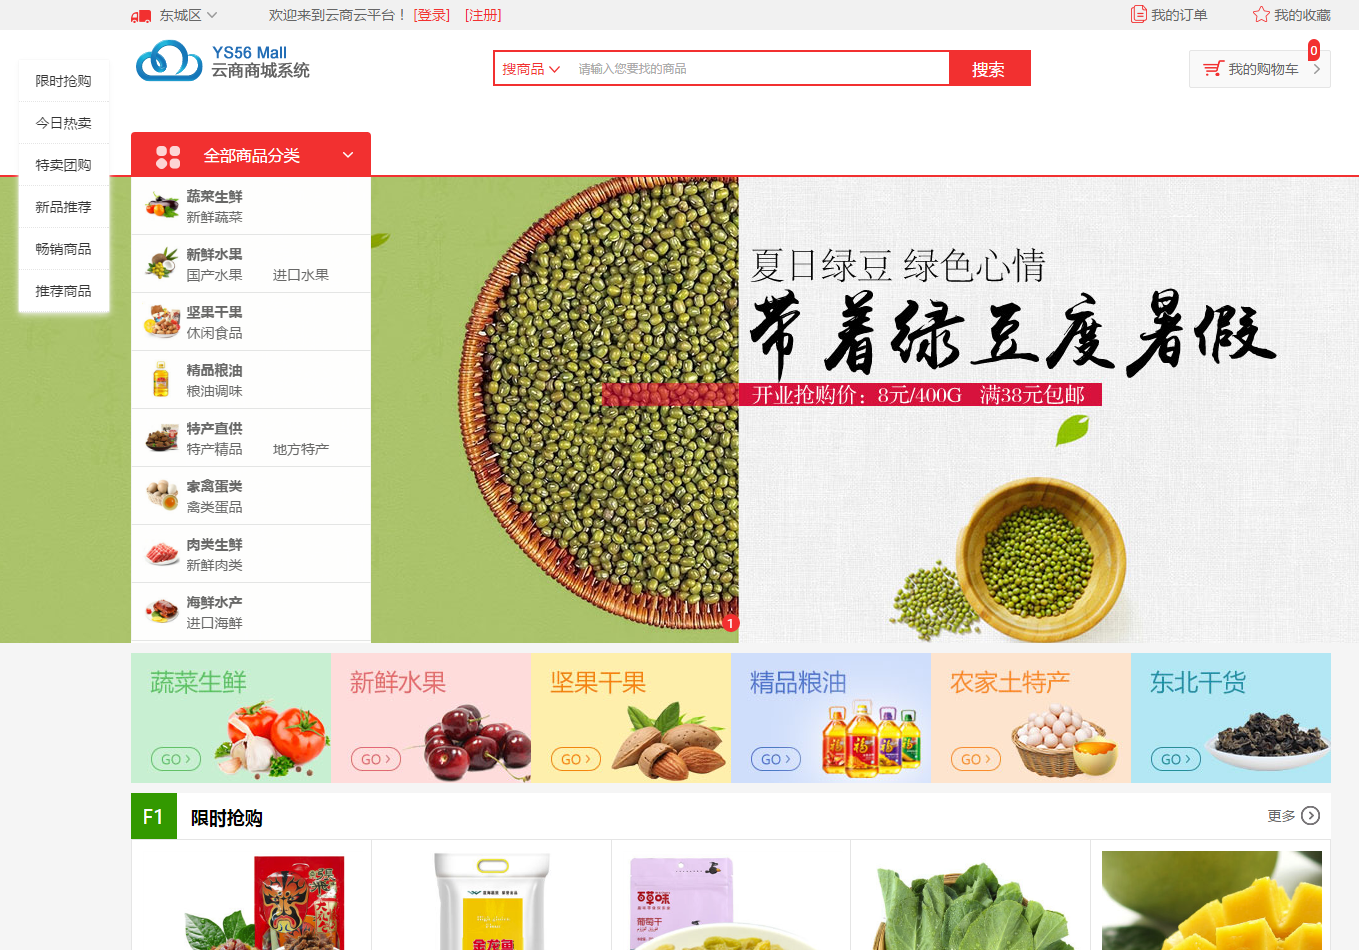 东城区
欢迎来到云商云平台！ [登录] [注册]
我的订单 我的收藏
YS56 Mall
云商商城系统
搜商品 请输入您要找的商品 搜索
0
我的购物车
限时抢购
今日热卖
特卖团购
新品推荐
畅销商品
推荐商品
全部商品分类
蔬菜生鲜
新鲜蔬菜
新鲜水果
国产水果 进口水果
坚果干果
休闲食品
精品粮油
粮油调味
特产直供
特产精品 地方特产
家禽蛋类
禽类蛋品
肉类生鲜
新鲜肉类
海鲜水产
进口海鲜
夏日绿豆 绿色心情
带着绿豆度暑假
开业抢购价：8元/400G 满38元包邮
1
蔬菜生鲜 新鲜水果 坚果干果 精品粮油 农家土特产 东北干货
GO GO GO GO GO GO
F1 限时抢购 更多
百草味
葡萄干
金龙鱼